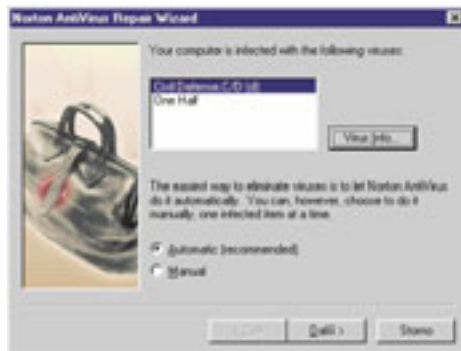 Norton AntiVirus Repair Wizard
Your computer is infected with the following viruses:
Civil Defense.C/D
One Half
Virus Info...
The easiest way to eliminate viruses is to let Norton AntiVirus
do it automatically. You can, however, choose to do it
manually, one infected item at a time.
Automatic (recommended)
Manual
Další >
Storno